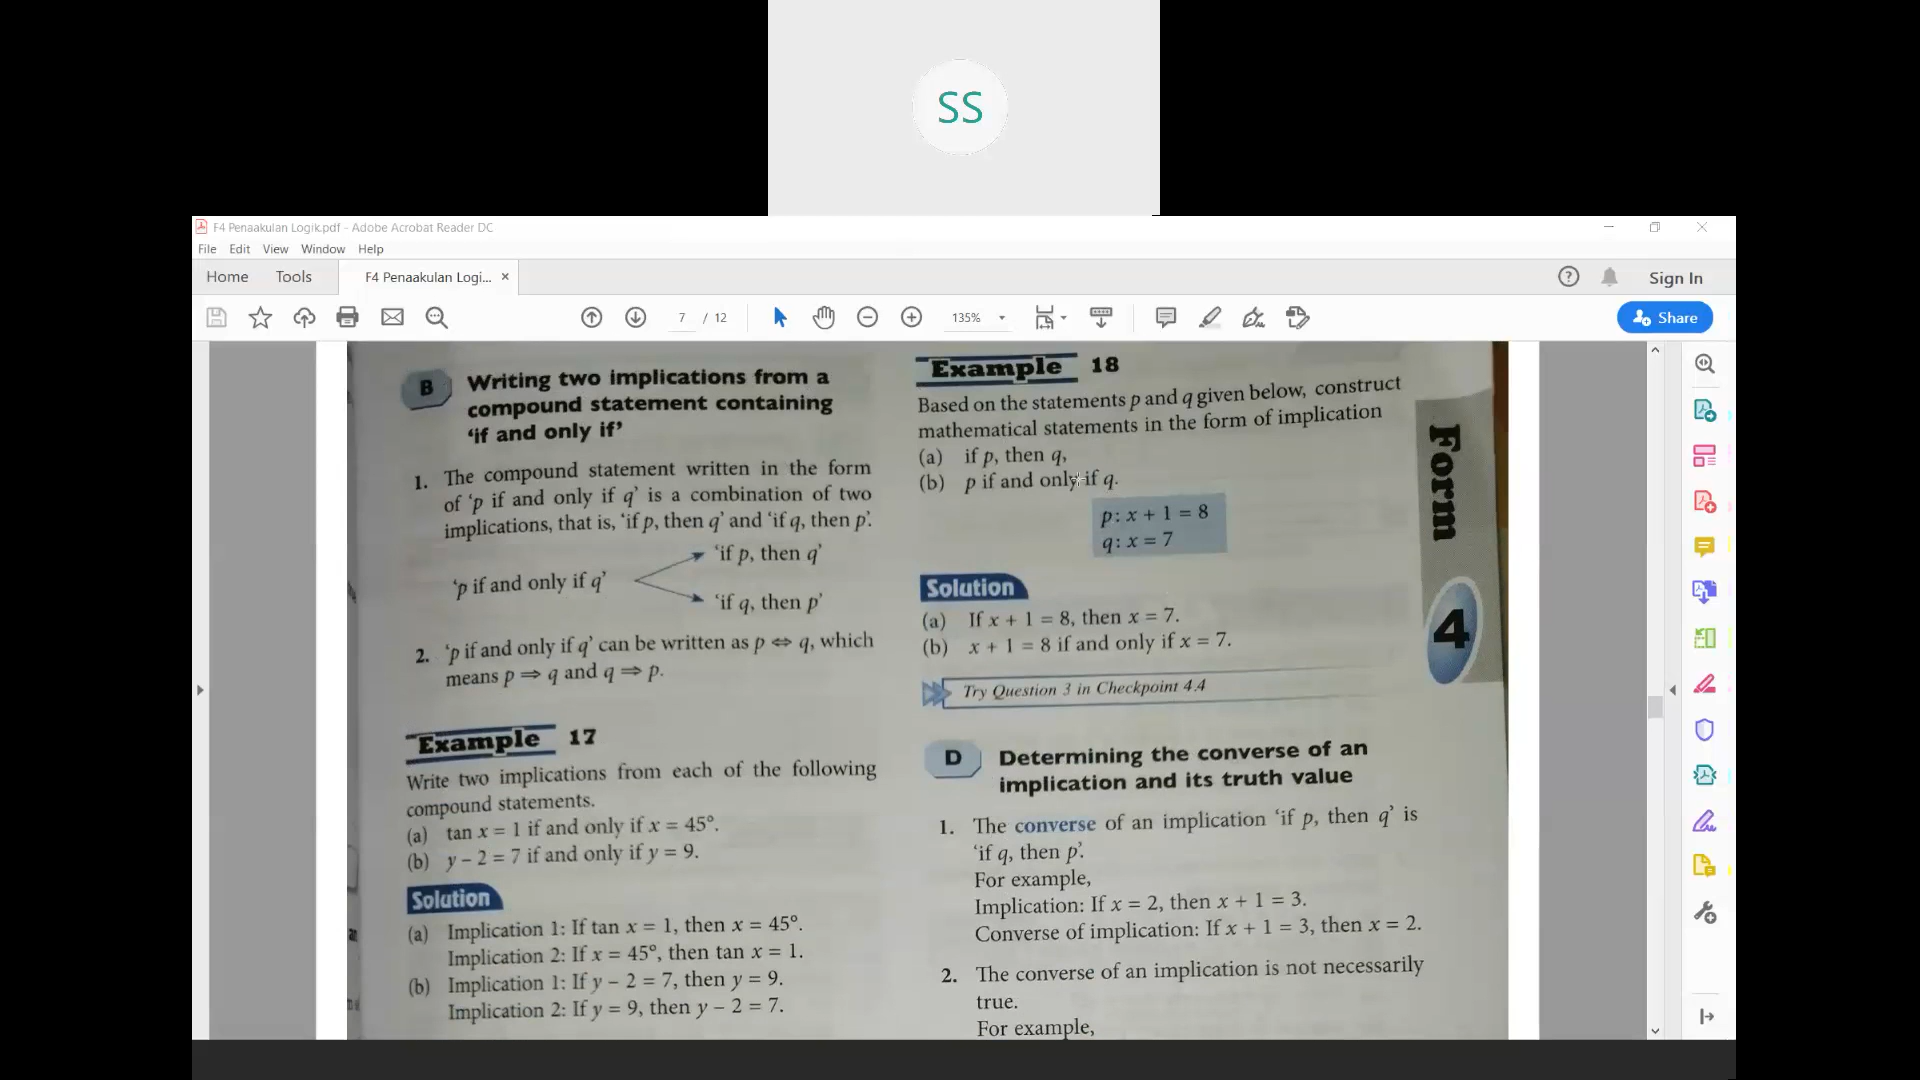 SS
F4 Penaakulan Logik.pdf - Adobe Acrobat Reader DC
File Edit View Window Help
Home Tools F4 Penaakulan Logi... × Sign In
7 / 12 135% Share
B Writing two implications from a
compound statement containing
‘if and only if’
1. The compound statement written in the form
of ‘p if and only if q’ is a combination of two
implications, that is, ‘if p, then q’ and ‘if q, then p’.
‘if p, then q’
‘p if and only if q’
‘if q, then p’
2. ‘p if and only if q’ can be written as p ⇔ q, which
means p ⇒ q and q ⇒ p.
Example 17
Write two implications from each of the following
compound statements.
(a) tan x = 1 if and only if x = 45°.
(b) y – 2 = 7 if and only if y = 9.
Solution
(a) Implication 1: If tan x = 1, then x = 45°.
Implication 2: If x = 45°, then tan x = 1.
(b) Implication 1: If y – 2 = 7, then y = 9.
Implication 2: If y = 9, then y – 2 = 7.
Example 18
Based on the statements p and q given below, construct
mathematical statements in the form of implication
(a) if p, then q,
(b) p if and only if q.
p: x + 1 = 8
q: x = 7
Solution
(a) If x + 1 = 8, then x = 7.
(b) x + 1 = 8 if and only if x = 7.
Try Question 3 in Checkpoint 4.4
D Determining the converse of an
implication and its truth value
1. The converse of an implication ‘if p, then q’ is
‘if q, then p’.
For example,
Implication: If x = 2, then x + 1 = 3.
Converse of implication: If x + 1 = 3, then x = 2.
2. The converse of an implication is not necessarily
true.
For example,
Form
4